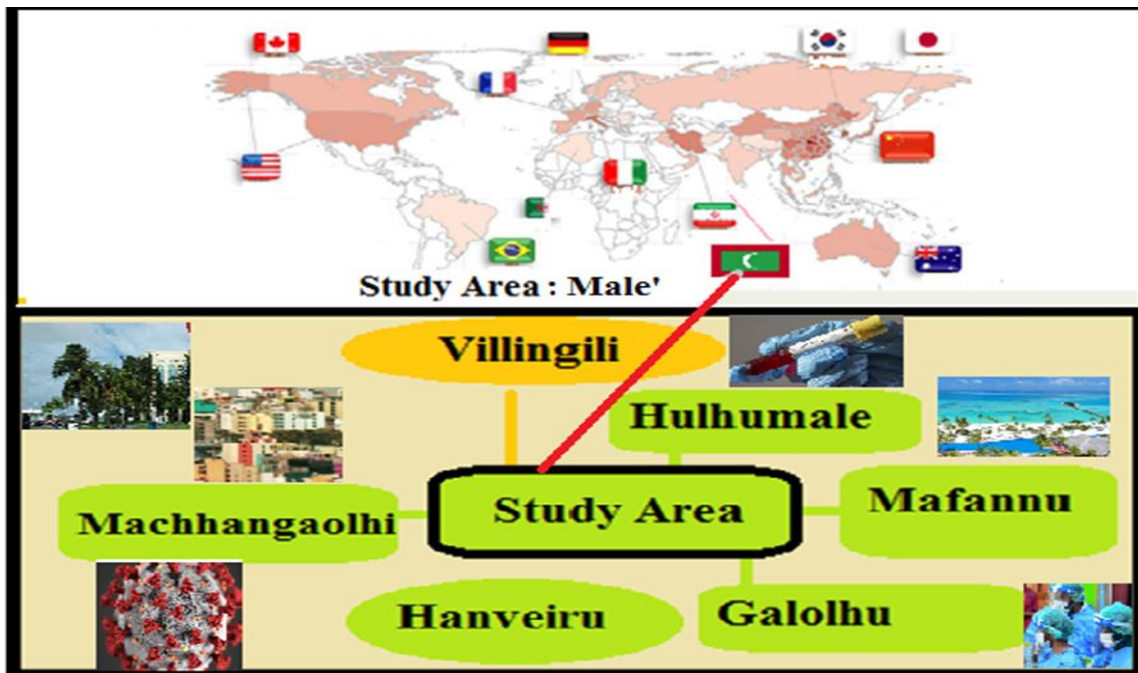 Study Area : Male'
Villingili
Hulhumale
Machhangaolhi
Study Area
Mafannu
Hanveiru
Galolhu